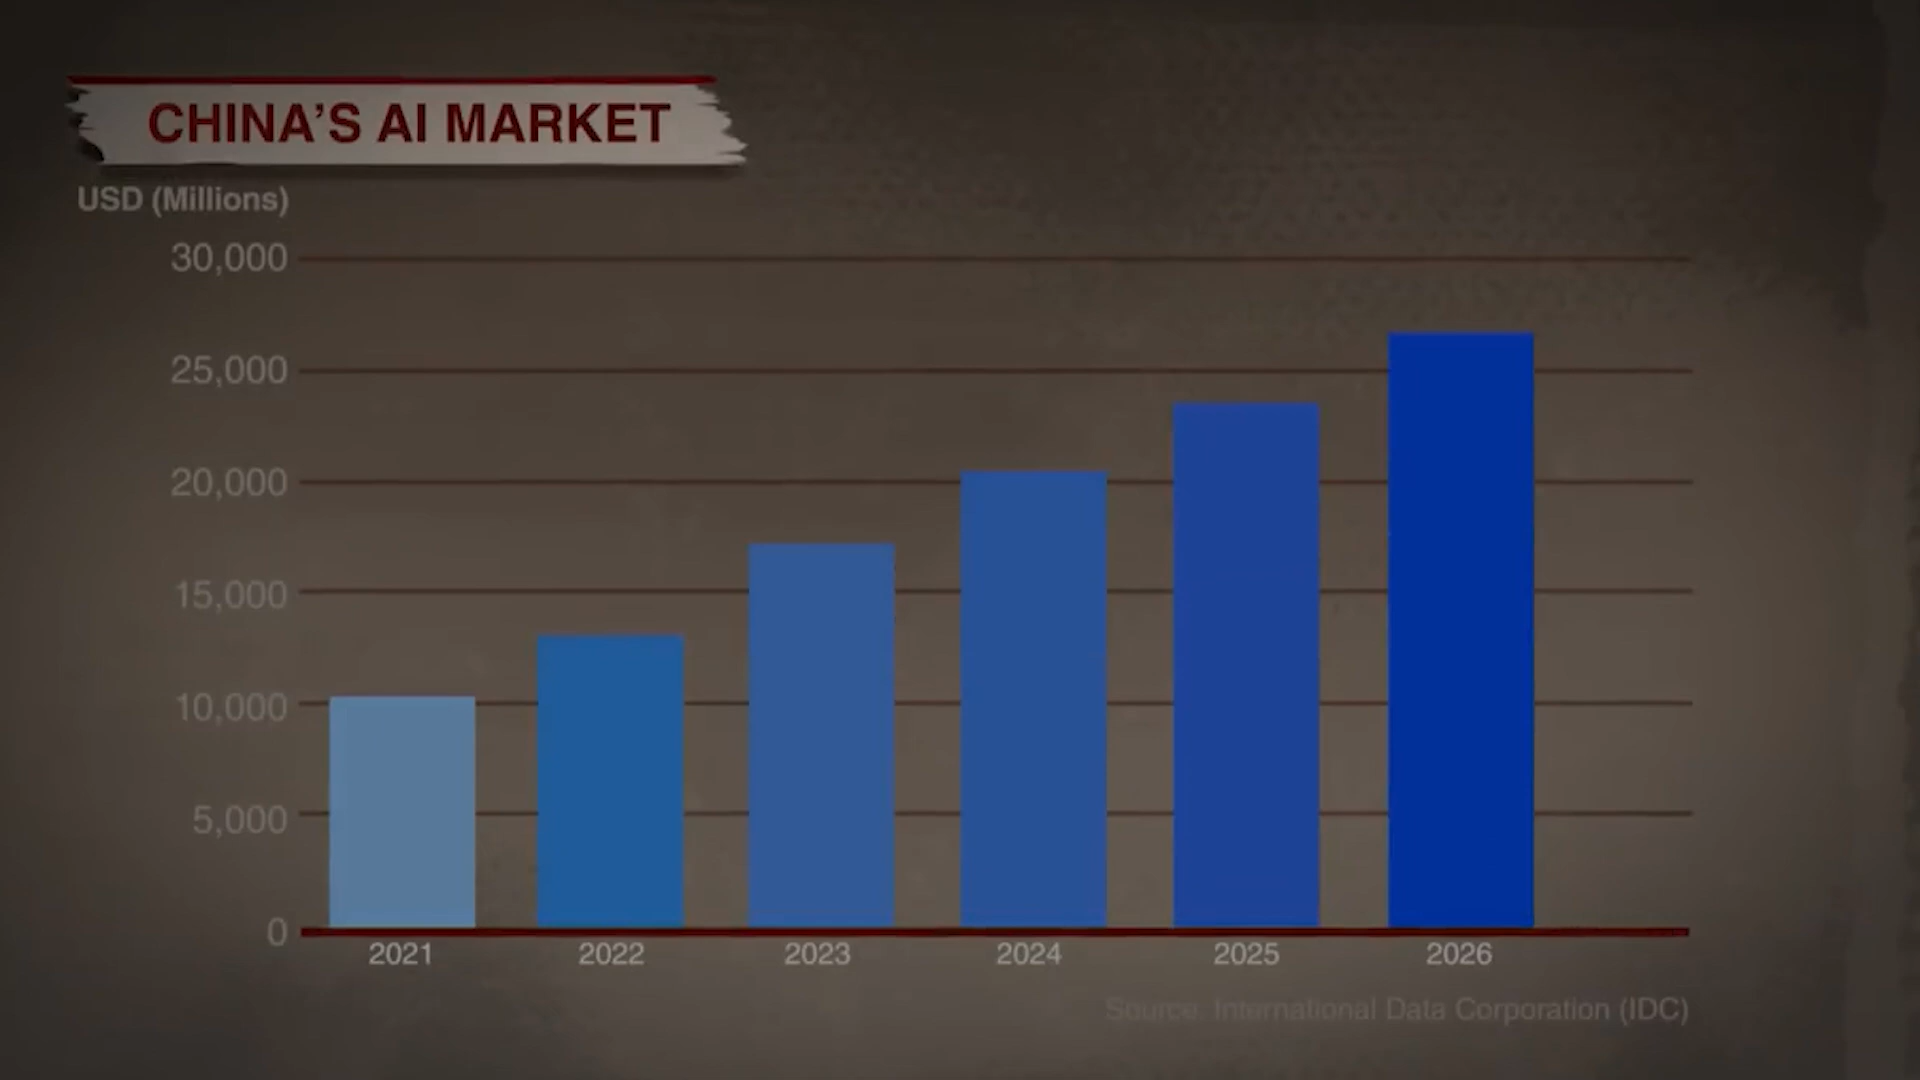 CHINA'S AI MARKET
USD (Millions)
30,000
25,000
20,000
15,000
10,000
5,000
0
2021 2022 2023 2024 2025 2026
Source: International Data Corporation (IDC)